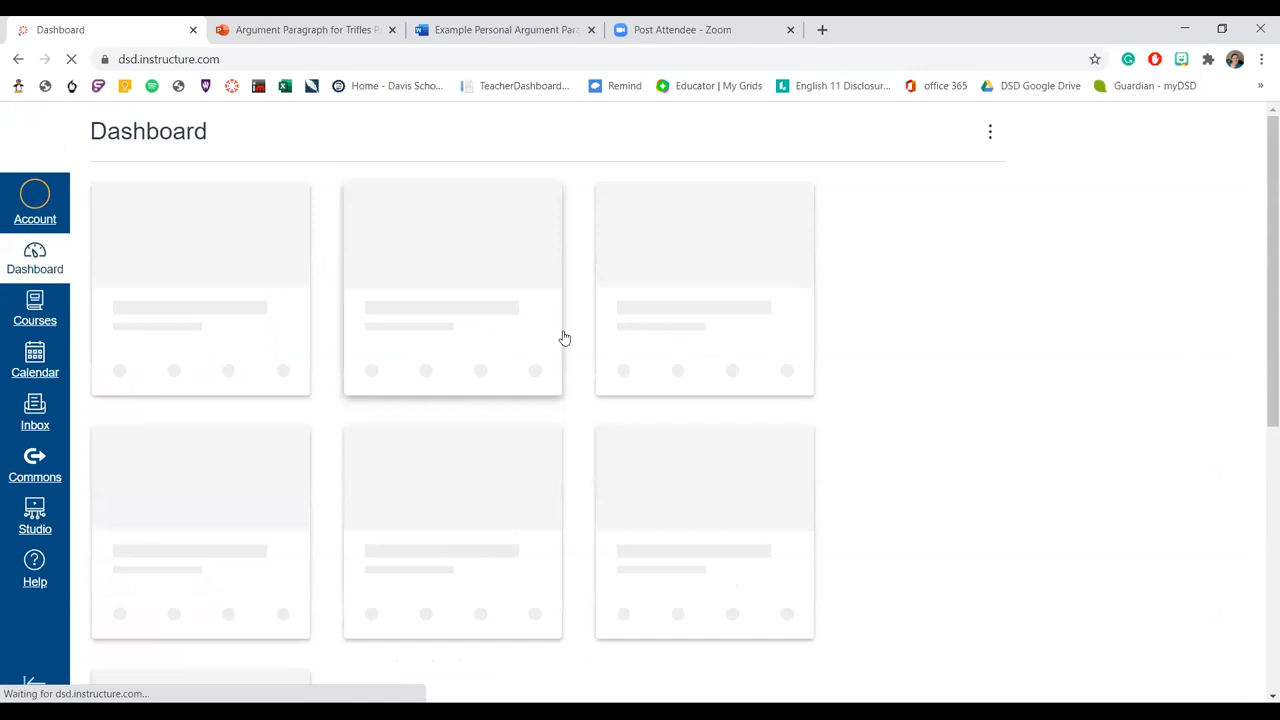 Dashboard
Argument Paragraph for Trifles P
Example Personal Argument Para
Post Attendee - Zoom
dsd.instructure.com
Home - Davis Scho...
TeacherDashboard...
Remind
Educator | My Grids
English 11 Disclosur...
office 365
DSD Google Drive
Guardian - myDSD
»
Dashboard
Account
Dashboard
Courses
Calendar
Inbox
Commons
Studio
Help
Waiting for dsd.instructure.com...